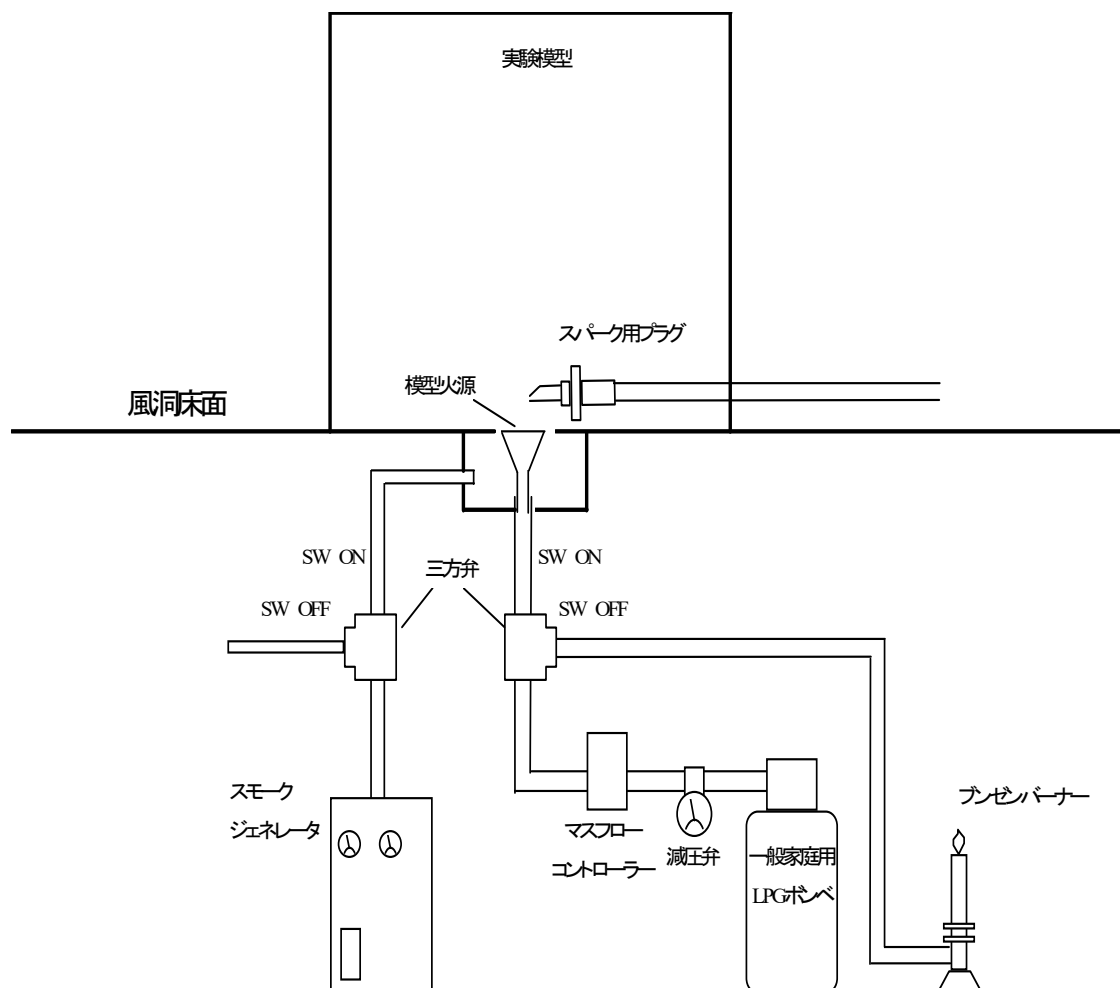 実験模型
スパーク用プラグ
模型火源
風洞床面
SW ON
三方弁
SW ON
SW OFF
SW OFF
スモーク
ジェネレータ
マスフロー
コントローラー
減圧弁
一般家庭用
LPGボンベ
ブンゼンバーナー